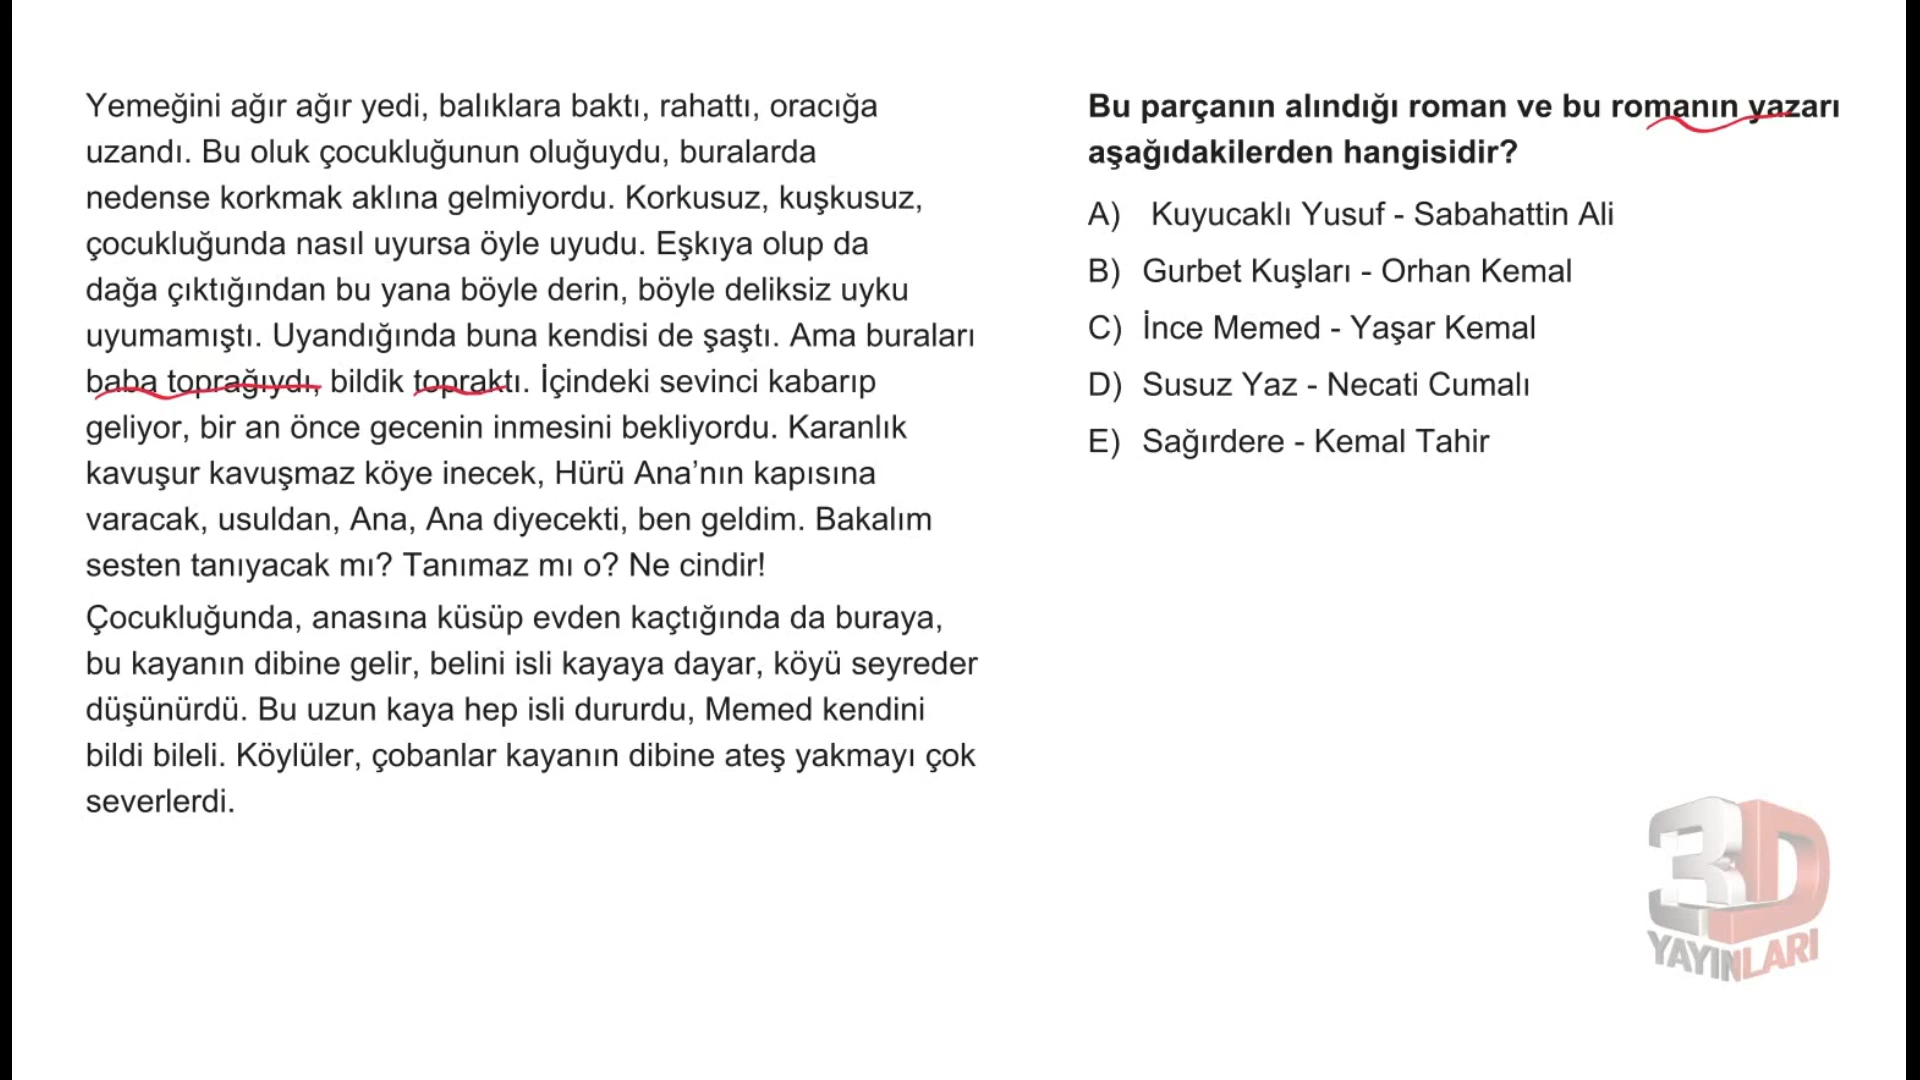 Yemeğini ağır ağır yedi, balıklara baktı, rahattı, oracığa
uzandı. Bu oluk çocukluğunun oluğuydu, buralarda
nedense korkmak aklına gelmiyordu. Korkusuz, kuşkusuz,
çocukluğunda nasıl uyursa öyle uyudu. Eşkıya olup da
dağa çıktığından bu yana böyle derin, böyle deliksiz uyku
uyumamıştı. Uyandığında buna kendisi de şaştı. Ama buraları
baba toprağıydı, bildik topraktı. İçindeki sevinci kabarıp
geliyor, bir an önce gecenin inmesini bekliyordu. Karanlık
kavuşur kavuşmaz köye inecek, Hürü Ana’nın kapısına
varacak, usuldan, Ana, Ana diyecekti, ben geldim. Bakalım
sesten tanıyacak mı? Tanımaz mı o? Ne cindir!
Çocukluğunda, anasına küsüp evden kaçtığında da buraya,
bu kayanın dibine gelir, belini isli kayaya dayar, köyü seyreder
düşünürdü. Bu uzun kaya hep isli dururdu, Memed kendini
bildi bileli. Köylüler, çobanlar kayanın dibine ateş yakmayı çok
severlerdi.
Bu parçanın alındığı roman ve bu romanın yazarı
aşağıdakilerden hangisidir?
A) Kuyucaklı Yusuf - Sabahattin Ali
B) Gurbet Kuşları - Orhan Kemal
C) İnce Memed - Yaşar Kemal
D) Susuz Yaz - Necati Cumalı
E) Sağırdere - Kemal Tahir
3D
YAYINLARI